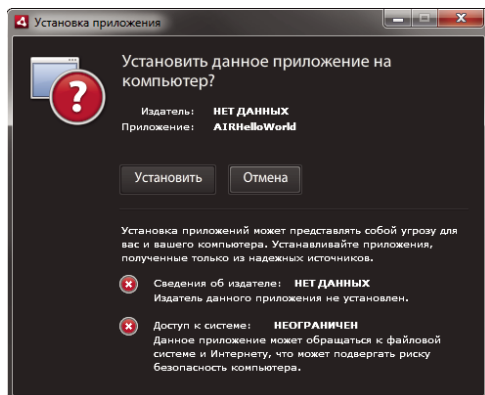 Установка приложения
Установить данное приложение на
компьютер?
Издатель: НЕТ ДАННЫХ
Приложение: AIRHelloWorld
Установить Отмена
Установка приложений может представлять собой угрозу для
вас и вашего компьютера. Устанавливайте приложения,
полученные только из надежных источников.
Сведения об издателе: НЕТ ДАННЫХ
Издатель данного приложения не установлен.
Доступ к системе: НЕОГРАНИЧЕН
Данное приложение может обращаться к файловой
системе и Интернету, что может подвергать риску
безопасность компьютера.